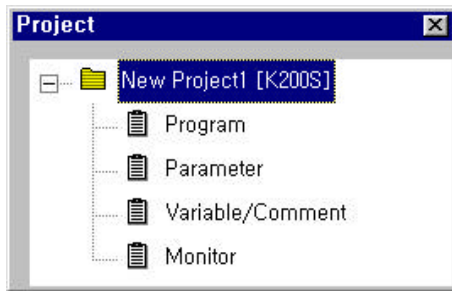 Project
New Project1 [K200S]
Program
Parameter
Variable/Comment
Monitor